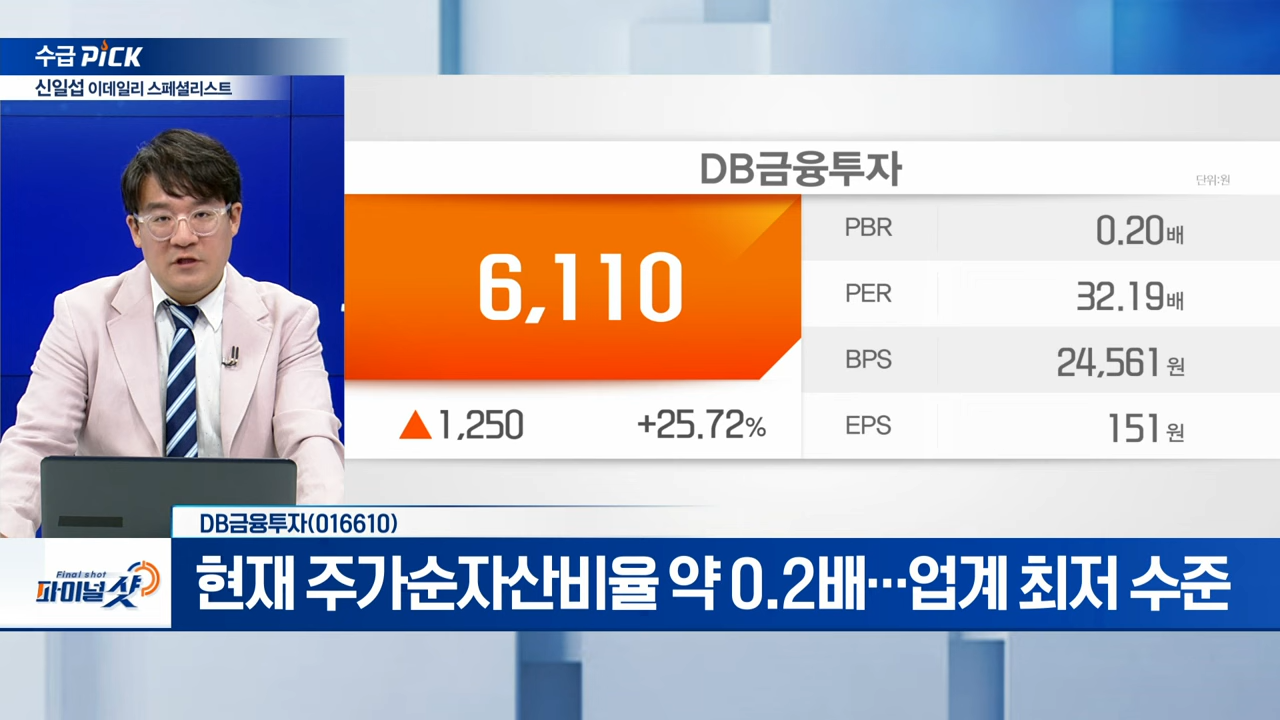 수급 PiCK
신일섭 이데일리 스페셜리스트
DB금융투자
단위:원
6,110
▲1,250 +25.72%
PBR 0.20배
PER 32.19배
BPS 24,561원
EPS 151원
DB금융투자(016610)
Final shot
파이널샷
현재 주가순자산비율 약 0.2배…업계 최저 수준